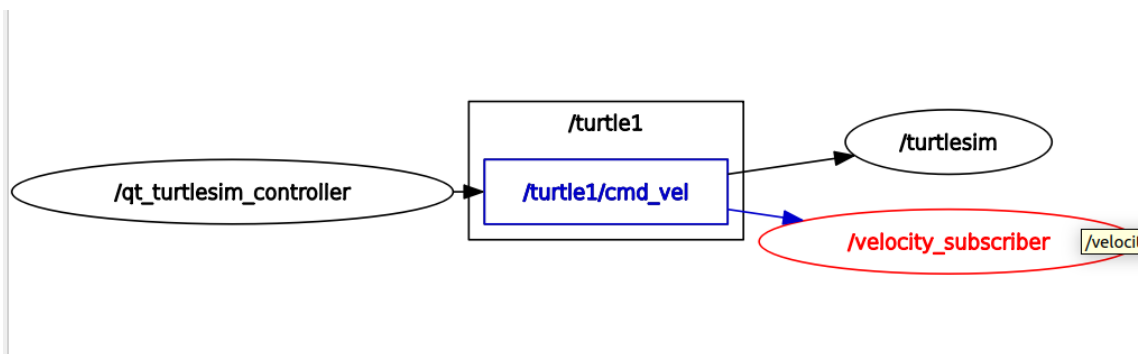 /turtle1
/turtlesim
/qt_turtlesim_controller
/turtle1/cmd_vel
/velocity_subscriber